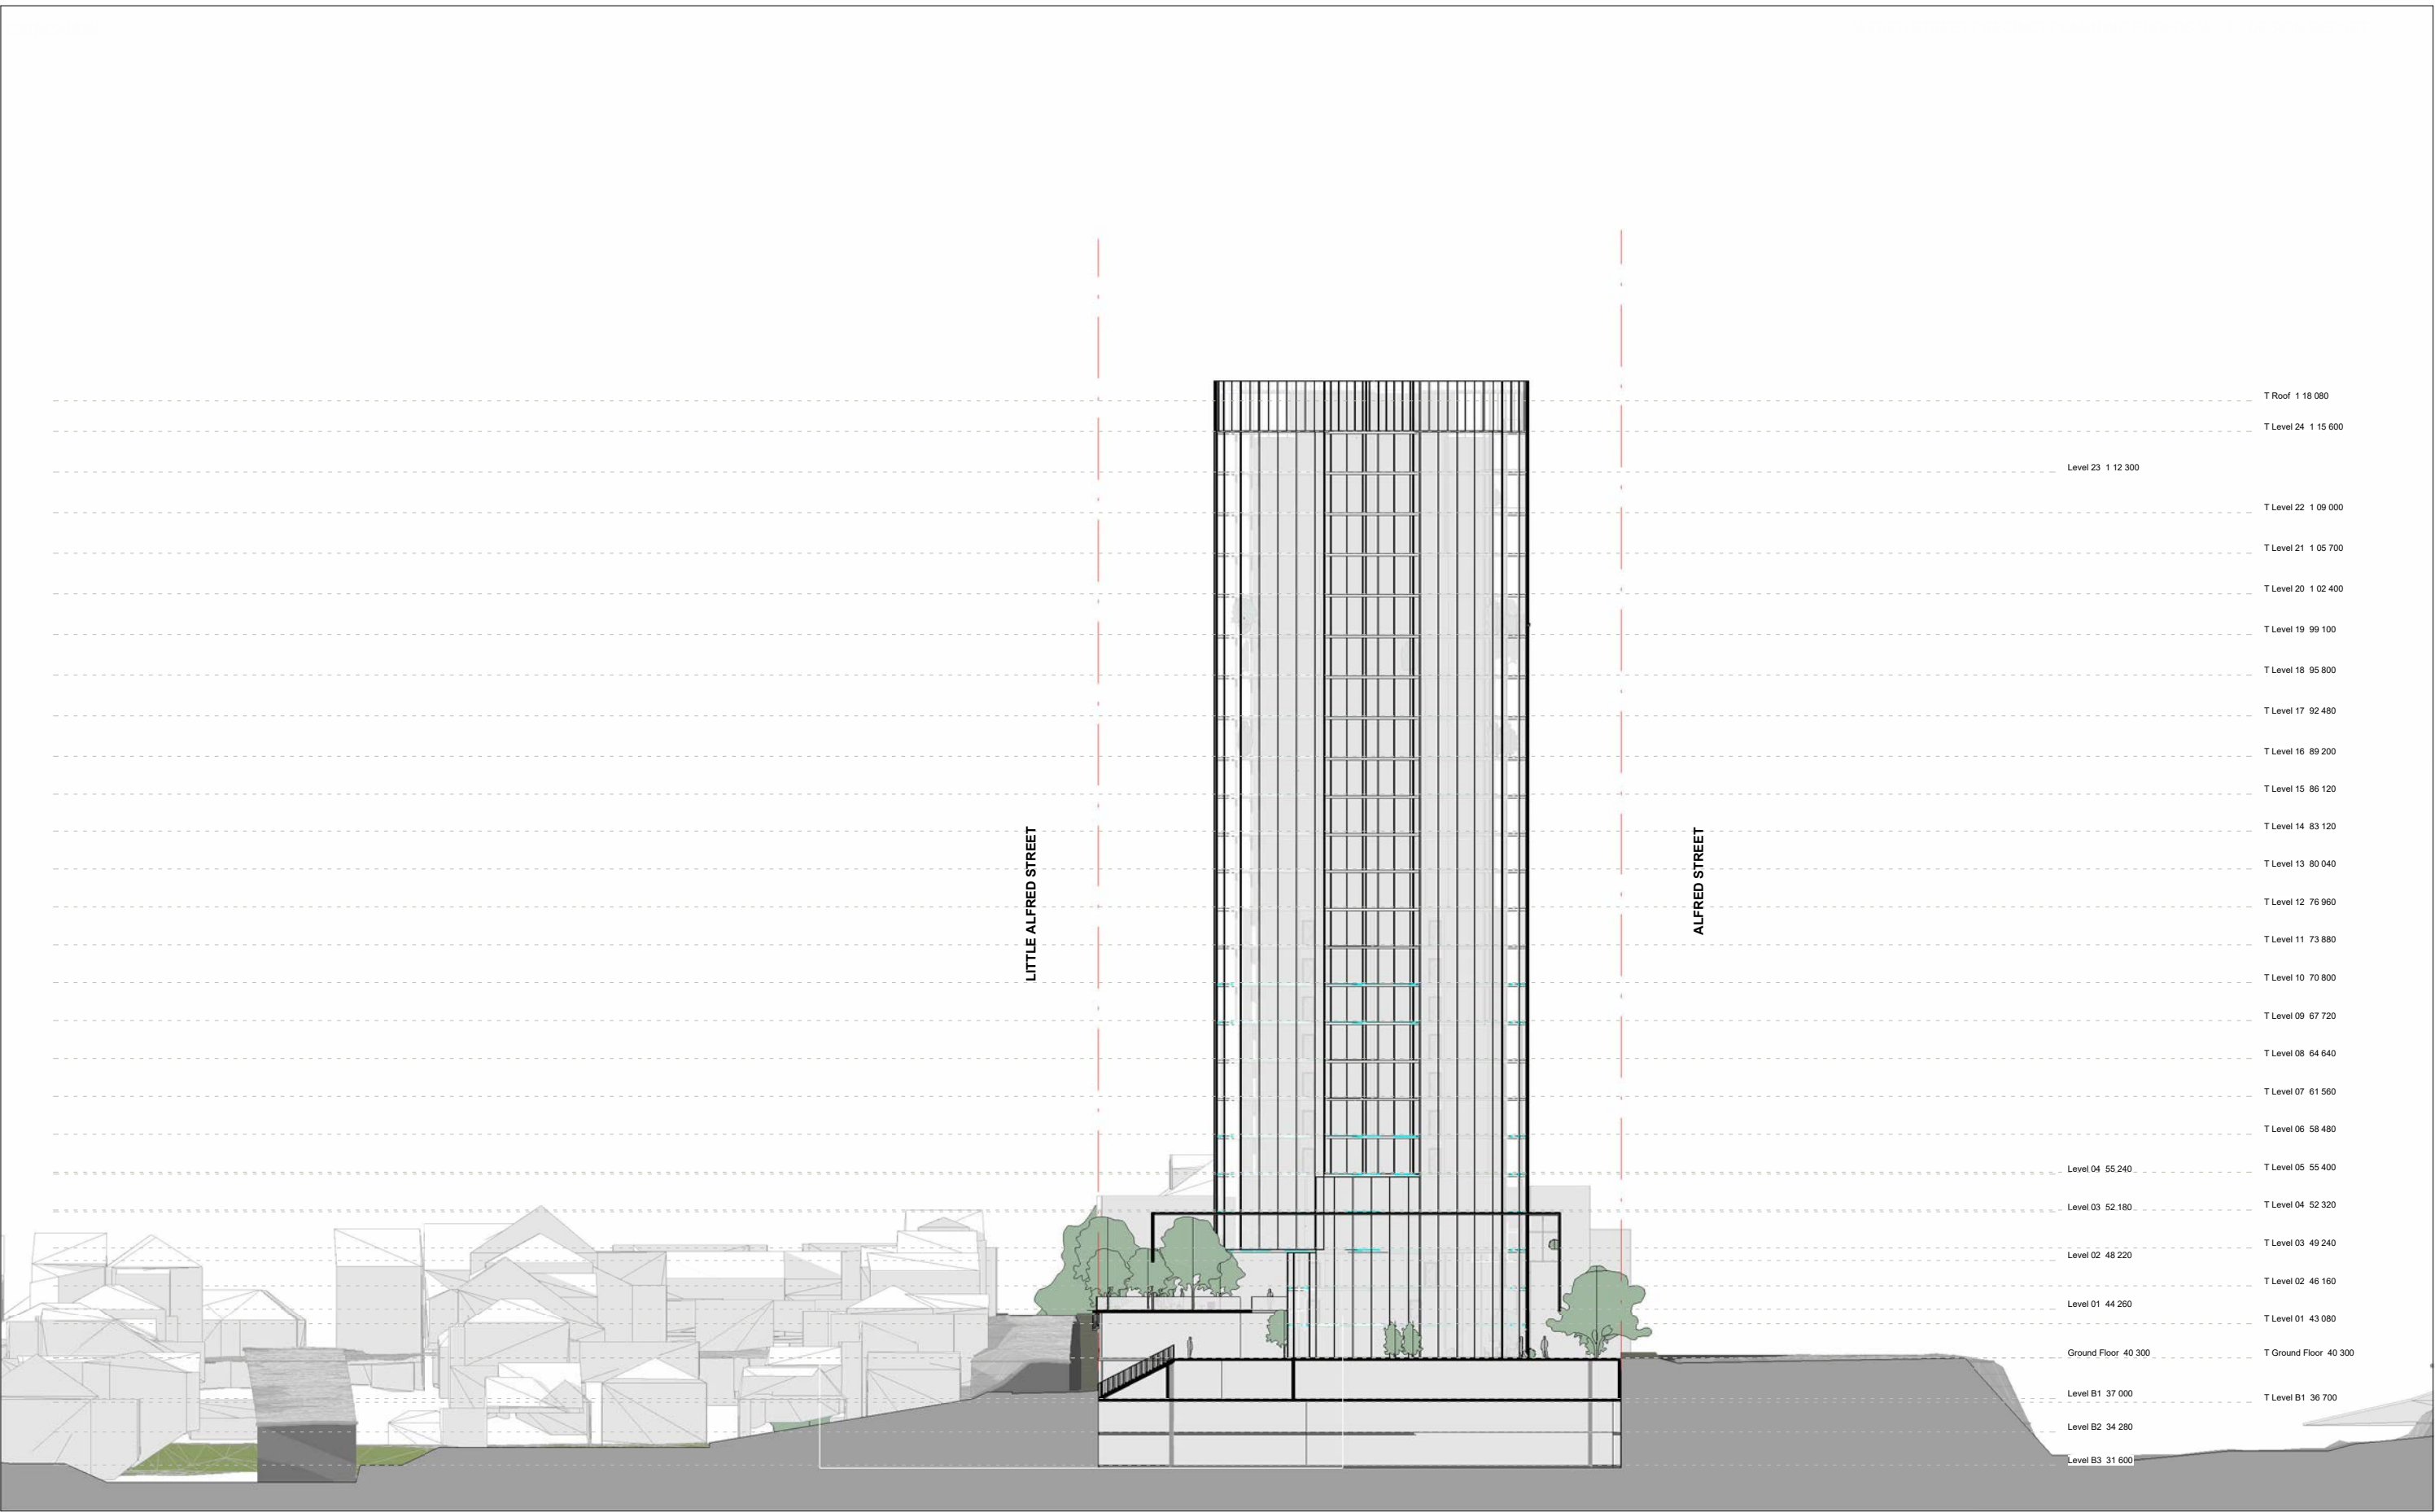 T Roof 1 18 080
T Level 24 1 15 600
Level 23 1 12 300
T Level 22 1 09 000
T Level 21 1 05 700
T Level 20 1 02 400
T Level 19 99 100
T Level 18 95 800
T Level 17 92 480
T Level 16 89 200
T Level 15 86 120
T Level 14 83 120
T Level 13 80 040
T Level 12 76 960
T Level 11 73 880
T Level 10 70 800
T Level 09 67 720
T Level 08 64 640
T Level 07 61 560
T Level 06 58 480
Level 04 55 240
T Level 05 55 400
Level 03 52 180
T Level 04 52 320
T Level 03 49 240
Level 02 48 220
T Level 02 46 160
Level 01 44 260
T Level 01 43 080
Ground Floor 40 300
T Ground Floor 40 300
Level B1 37 000
T Level B1 36 700
Level B2 34 280
Level B3 31 600
LITTLE ALFRED STREET
ALFRED STREET